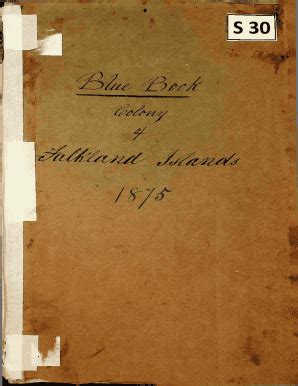 S 30
Blue Book
Colony
of
Falkland Islands
1875